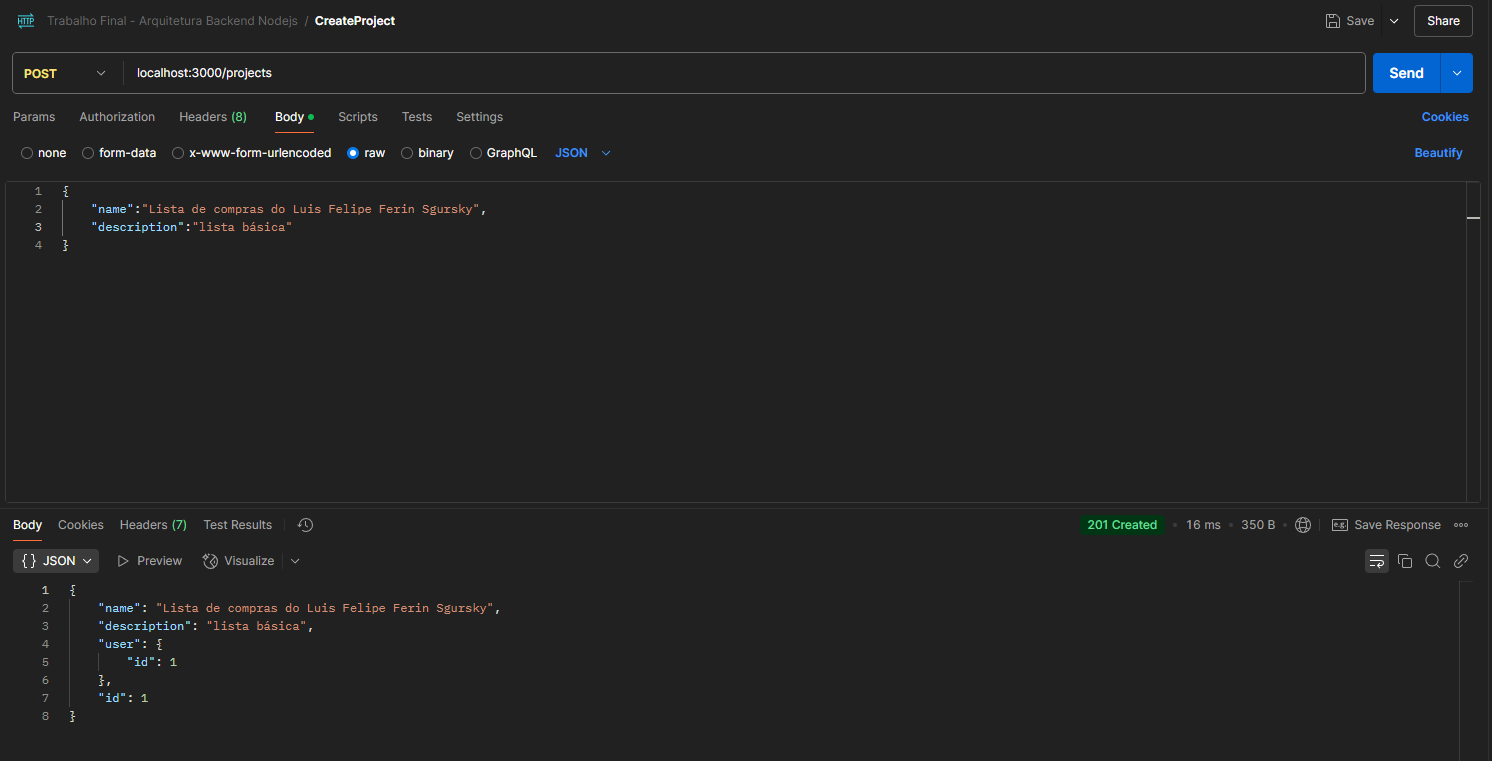 HTTP Trabalho Final - Arquitetura Backend Nodejs / CreateProject Save Share
POST localhost:3000/projects Send
Params Authorization Headers (8) Body Scripts Tests Settings Cookies
none form-data x-www-form-urlencoded raw binary GraphQL JSON Beautify
1 {
2 "name":"Lista de compras do Luis Felipe Ferin Sgursky",
3 "description":"lista básica"
4 }
Body Cookies Headers (7) Test Results 201 Created • 16 ms • 350 B • e.g. Save Response
{} JSON Preview Visualize
1 {
2 "name": "Lista de compras do Luis Felipe Ferin Sgursky",
3 "description": "lista básica",
4 "user": {
5 "id": 1
6 },
7 "id": 1
8 }